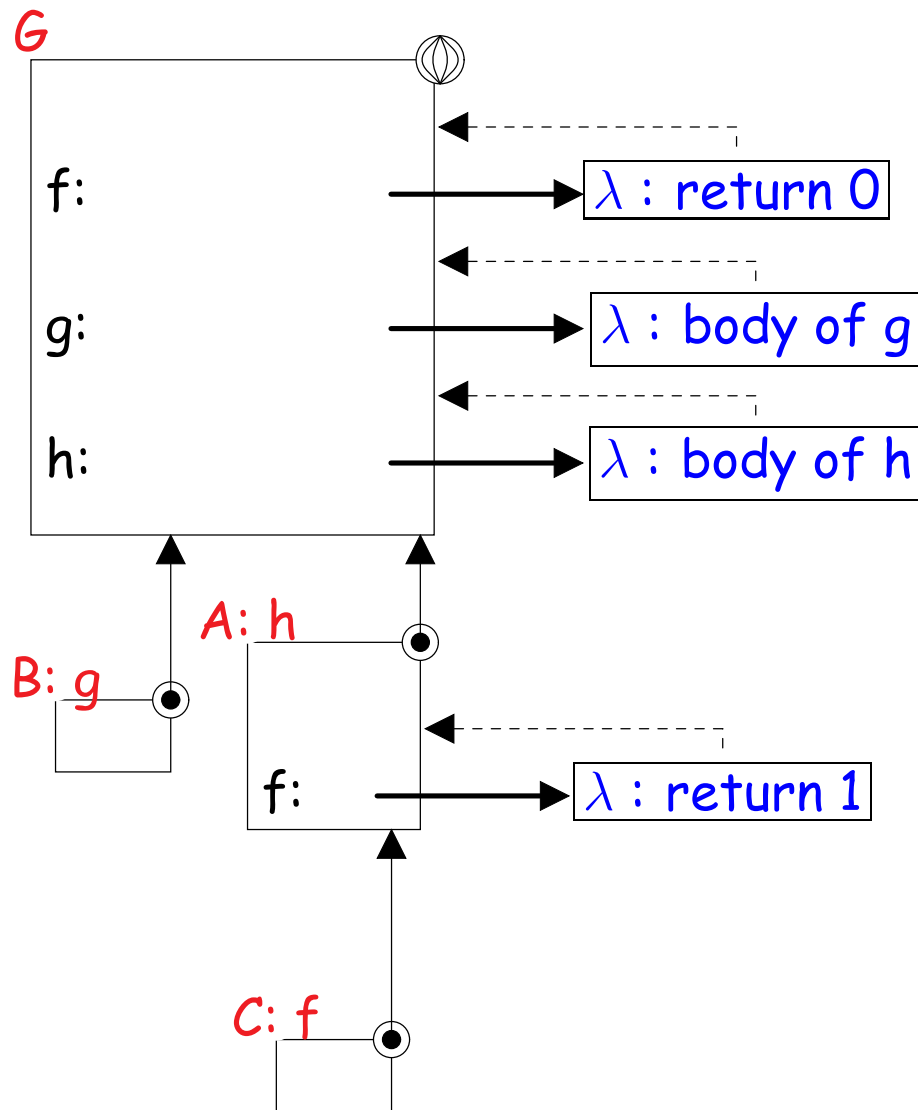 G
f:
λ : return 0
g:
λ : body of g
h:
λ : body of h
A: h
B: g
f:
λ : return 1
C: f